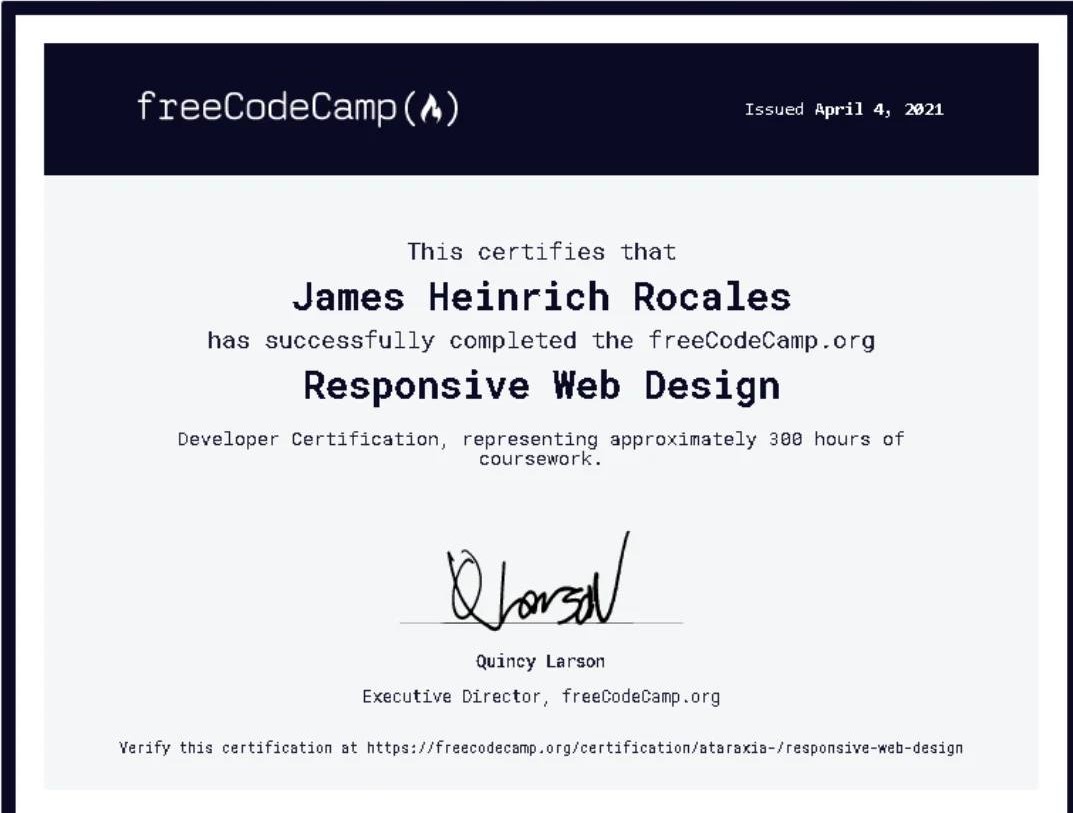 freeCodeCamp(🔥)
Issued April 4, 2021
This certifies that
James Heinrich Rocales
has successfully completed the freeCodeCamp.org
Responsive Web Design
Developer Certification, representing approximately 300 hours of
coursework.
Q Larson
Quincy Larson
Executive Director, freeCodeCamp.org
Verify this certification at https://freecodecamp.org/certification/ataraxia-/responsive-web-design